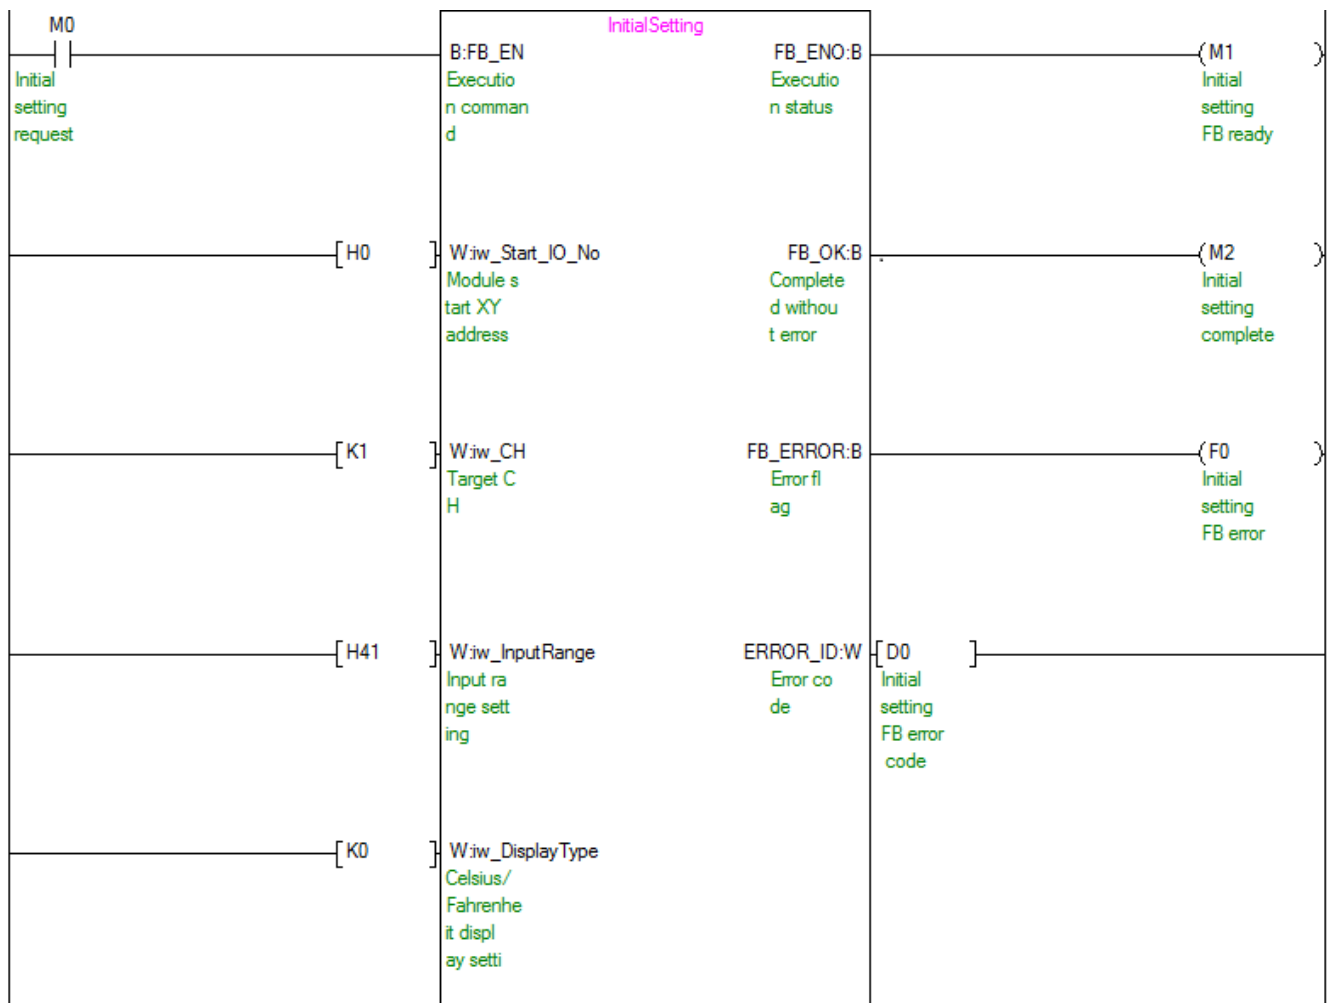 M0
InitialSetting
B:FB_EN
FB_ENO:B
M1
Initial
setting
request
Executio
n comman
d
Executio
n status
Initial
setting
FB ready
H0
W:iw_Start_IO_No
FB_OK:B
M2
Module s
tart XY
address
Complete
d withou
t error
Initial
setting
complete
K1
W:iw_CH
FB_ERROR:B
F0
Target C
H
Error fl
ag
Initial
setting
FB error
H41
W:iw_InputRange
ERROR_ID:W
D0
Input ra
nge sett
ing
Error co
de
Initial
setting
FB error
code
K0
W:iw_DisplayType
Celsius/
Fahrenhe
it displ
ay setti